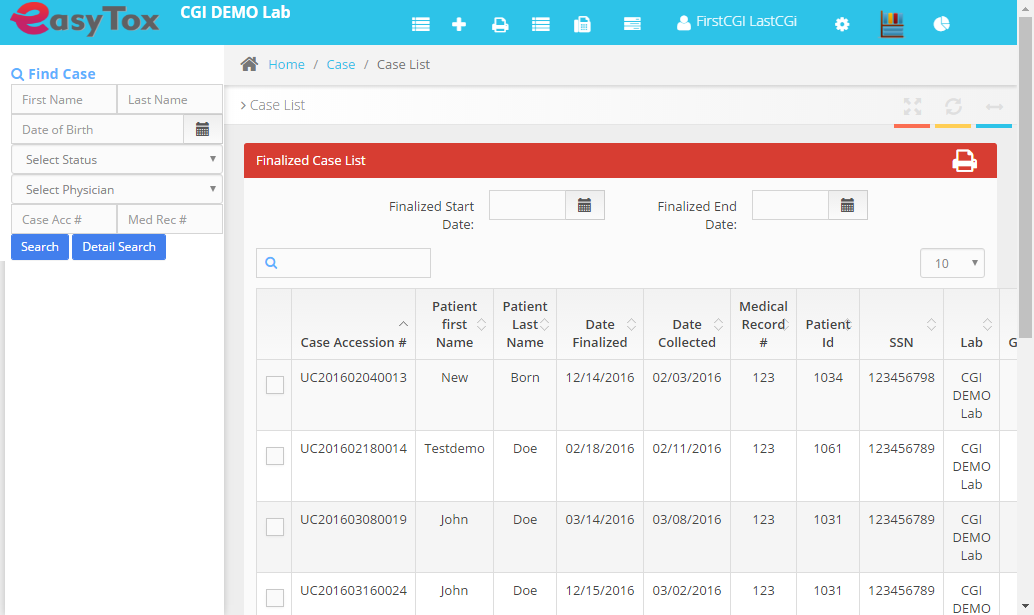 easyTox
CGI DEMO Lab
FirstCGI LastCGI
Find Case
First Name
Last Name
Date of Birth
Select Status
Select Physician
Case Acc #
Med Rec #
Search
Detail Search
Home / Case / Case List
Case List
Finalized Case List
Finalized Start
Date:
Finalized End
Date:
10
Case Accession #
Patient
first
Name
Patient
Last
Name
Date
Finalized
Date
Collected
Medical
Record
#
Patient
Id
SSN
Lab
G
UC201602040013 New Born 12/14/2016 02/03/2016 123 1034 123456798 CGI
DEMO
Lab
UC201602180014 Testdemo Doe 02/18/2016 02/11/2016 123 1061 123456789 CGI
DEMO
Lab
UC201603080019 John Doe 03/14/2016 03/08/2016 123 1031 123456789 CGI
DEMO
Lab
UC201603160024 John Doe 12/15/2016 03/02/2016 123 1031 123456789 CGI
DEMO